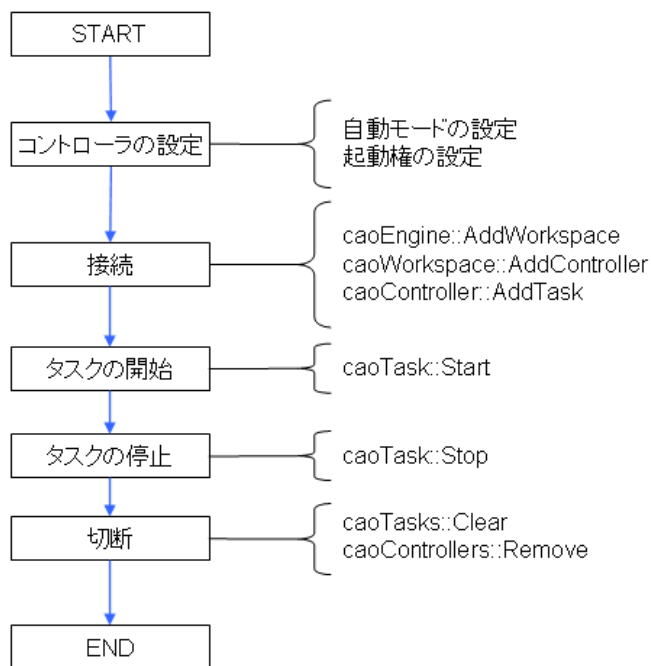 START
コントローラの設定
自動モードの設定
起動権の設定
接続
caoEngine::AddWorkspace
caoWorkspace::AddController
caoController::AddTask
タスクの開始
caoTask::Start
タスクの停止
caoTask::Stop
切断
caoTasks::Clear
caoControllers::Remove
END